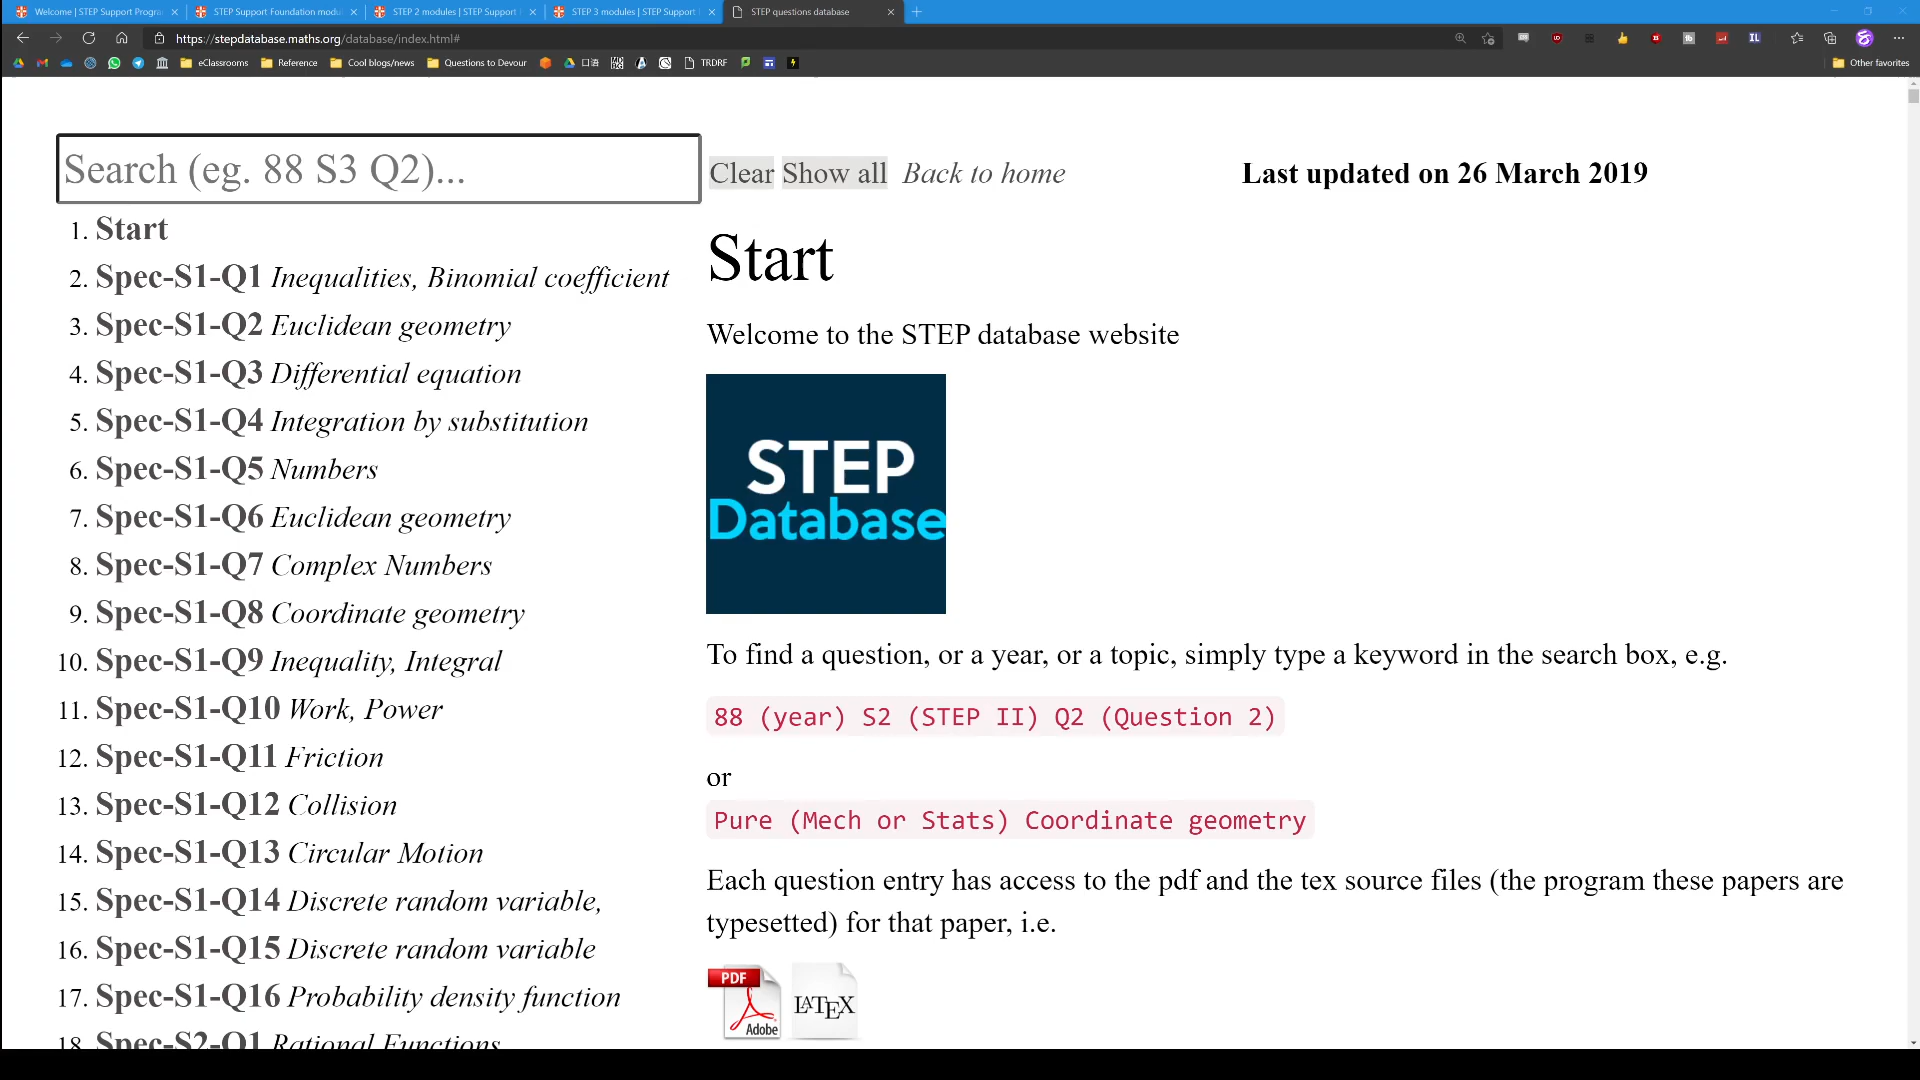 Welcome | STEP Support Progra
STEP Support Foundation modu
STEP 2 modules | STEP Support
STEP 3 modules | STEP Support
STEP questions database
https://stepdatabase.maths.org/database/index.html#
eClassrooms
Reference
Cool blogs/news
Questions to Devour
口语
TRDRF
Other favorites
Search (eg. 88 S3 Q2)...
Clear Show all Back to home
Last updated on 26 March 2019
1. Start
2. Spec-S1-Q1 Inequalities, Binomial coefficient
3. Spec-S1-Q2 Euclidean geometry
4. Spec-S1-Q3 Differential equation
5. Spec-S1-Q4 Integration by substitution
6. Spec-S1-Q5 Numbers
7. Spec-S1-Q6 Euclidean geometry
8. Spec-S1-Q7 Complex Numbers
9. Spec-S1-Q8 Coordinate geometry
10. Spec-S1-Q9 Inequality, Integral
11. Spec-S1-Q10 Work, Power
12. Spec-S1-Q11 Friction
13. Spec-S1-Q12 Collision
14. Spec-S1-Q13 Circular Motion
15. Spec-S1-Q14 Discrete random variable,
16. Spec-S1-Q15 Discrete random variable
17. Spec-S1-Q16 Probability density function
18. Spec-S2-Q1 Rational Functions
Start
Welcome to the STEP database website
STEP
Database
To find a question, or a year, or a topic, simply type a keyword in the search box, e.g.
88 (year) S2 (STEP II) Q2 (Question 2)
or
Pure (Mech or Stats) Coordinate geometry
Each question entry has access to the pdf and the tex source files (the program these papers are
typesetted) for that paper, i.e.
PDF
Adobe
LATEX